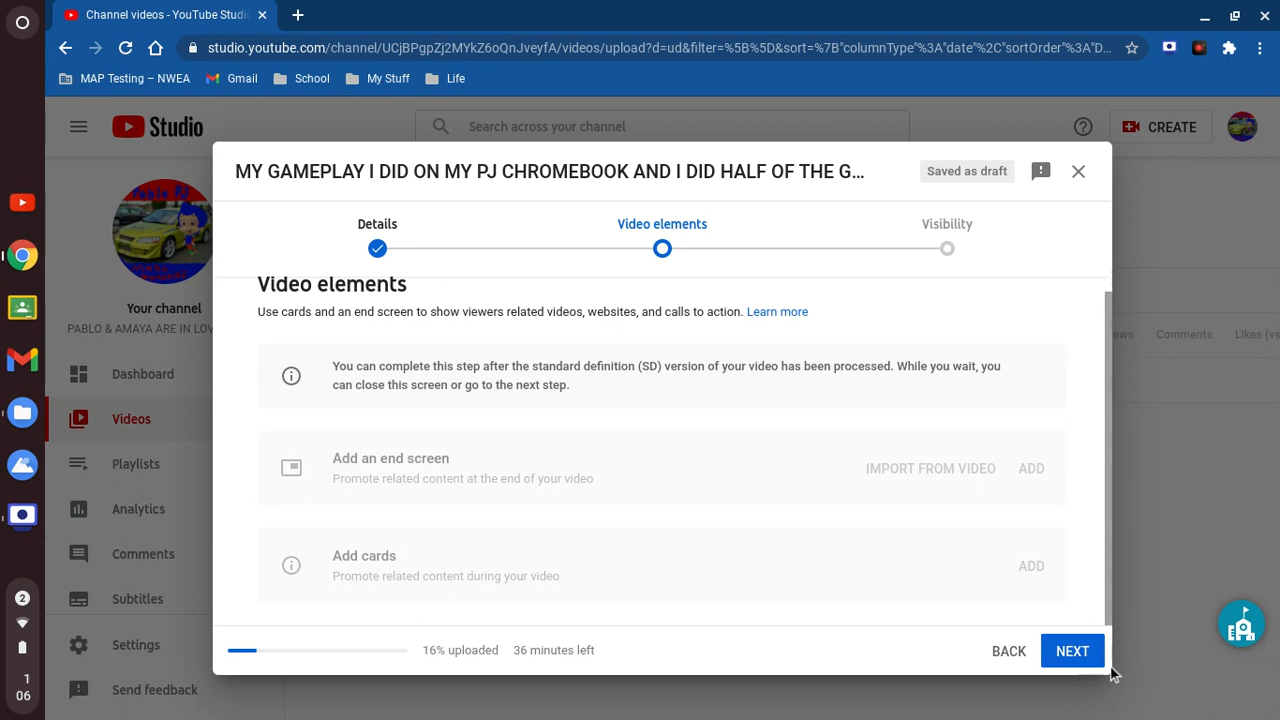 Channel videos - YouTube Studio
studio.youtube.com/channel/UCjBPgpZj2MYkZ6oQnJveyfA/videos/upload?d=ud&filter=%5B%5D&sort=%7B"columnType"%3A"date"%2C"sortOrder"%3A"D...
MAP Testing – NWEA Gmail School My Stuff Life
Studio
Search across your channel
CREATE
MY GAMEPLAY I DID ON MY PJ CHROMEBOOK AND I DID HALF OF THE G...
Saved as draft
Details Video elements Visibility
Pablo PJ
Your channel
PABLO & AMAYA ARE IN LOV
Dashboard
Videos
Playlists
Analytics
Comments
Subtitles
Settings
Send feedback
Video elements
Use cards and an end screen to show viewers related videos, websites, and calls to action. Learn more
You can complete this step after the standard definition (SD) version of your video has been processed. While you wait, you
can close this screen or go to the next step.
Add an end screen
Promote related content at the end of your video
IMPORT FROM VIDEO ADD
Add cards
Promote related content during your video
ADD
16% uploaded 36 minutes left
BACK NEXT
ews Comments Likes (vs
2
1
06